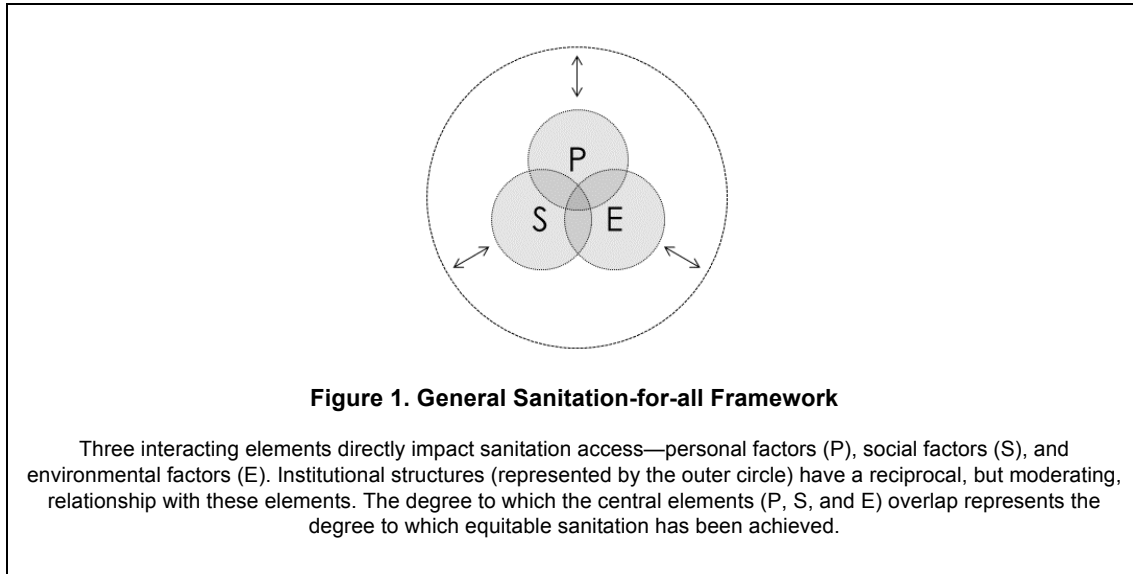 P
S E
Figure 1. General Sanitation-for-all Framework
Three interacting elements directly impact sanitation access—personal factors (P), social factors (S), and
environmental factors (E). Institutional structures (represented by the outer circle) have a reciprocal, but moderating,
relationship with these elements. The degree to which the central elements (P, S, and E) overlap represents the
degree to which equitable sanitation has been achieved.